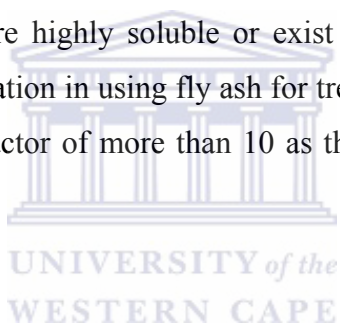 re highly soluble or exist
ation in using fly ash for tre
actor of more than 10 as th
UNIVERSITY of the
WESTERN CAPE